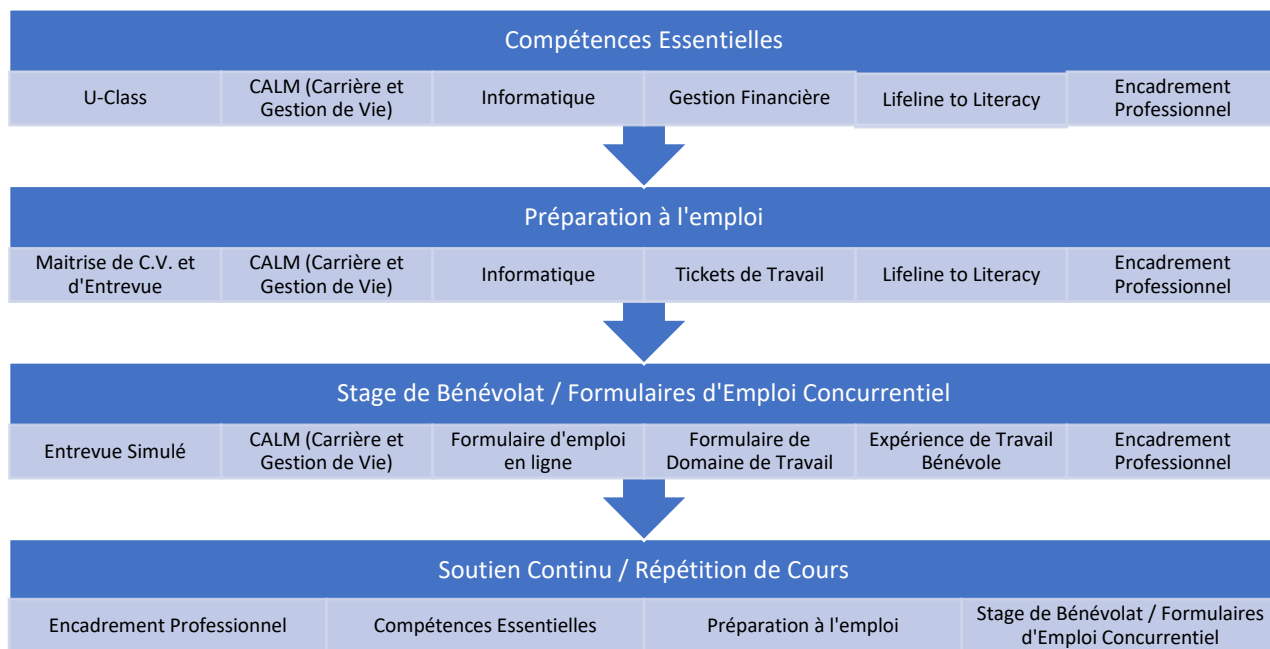 Compétences Essentielles
U-Class
CALM (Carrière et
Gestion de Vie)
Informatique
Gestion Financière
Lifeline to Literacy
Encadrement
Professionnel
Préparation à l'emploi
Maitrise de C.V. et
d'Entrevue
CALM (Carrière et
Gestion de Vie)
Informatique
Tickets de Travail
Lifeline to Literacy
Encadrement
Professionnel
Stage de Bénévolat / Formulaires d'Emploi Concurrentiel
Entrevue Simulé
CALM (Carrière et
Gestion de Vie)
Formulaire d'emploi
en ligne
Formulaire de
Domaine de Travail
Expérience de Travail
Bénévole
Encadrement
Professionnel
Soutien Continu / Répétition de Cours
Encadrement Professionnel
Compétences Essentielles
Préparation à l'emploi
Stage de Bénévolat / Formulaires
d'Emploi Concurrentiel